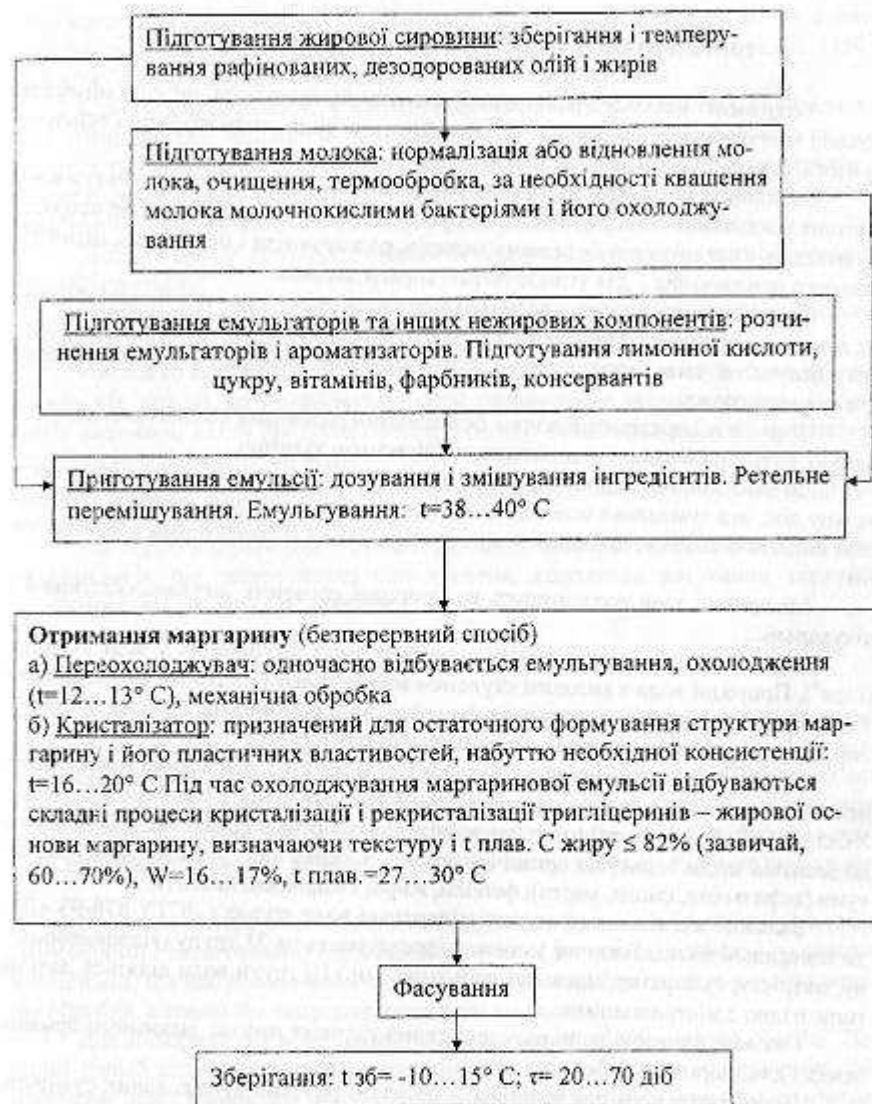 Підготування жирової сировини: зберігання і темперу-
вання рафінованих, дезодорованих олій і жирів
Підготування молока: нормалізація або відновлення мо-
лока, очищення, термообробка, за необхідності квашення
молока молочнокислими бактеріями і його охолоджу-
вання
Підготування емульгаторів та інших нежирових компонентів: розчи-
нення емульгаторів і ароматизаторів. Підготування лимонної кислоти,
цукру, вітамінів, фарбників, консервантів
Приготування емульсії: дозування і змішування інгредієнтів. Ретельне
перемішування. Емульгування: t=38...40° С
Отримання маргарину (безперервний спосіб)
а) Переохолоджувач: одночасно відбувається емульгування, охолодження
(t=12...13° С), механічна обробка
б) Кристалізатор: призначений для остаточного формування структури мар-
гарину і його пластичних властивостей, набуттю необхідної консистенції:
t=16...20° С Під час охолоджування маргаринової емульсії відбуваються
складні процеси кристалізації і рекристалізації тригліцеринів – жирової ос-
нови маргарину, визначаючи текстуру і t плав. С жиру ≤ 82% (зазвичай,
60...70%), W=16...17%, t плав.=27...30° С
Фасування
Зберігання: t зб= -10...15° С; τ= 20...70 діб